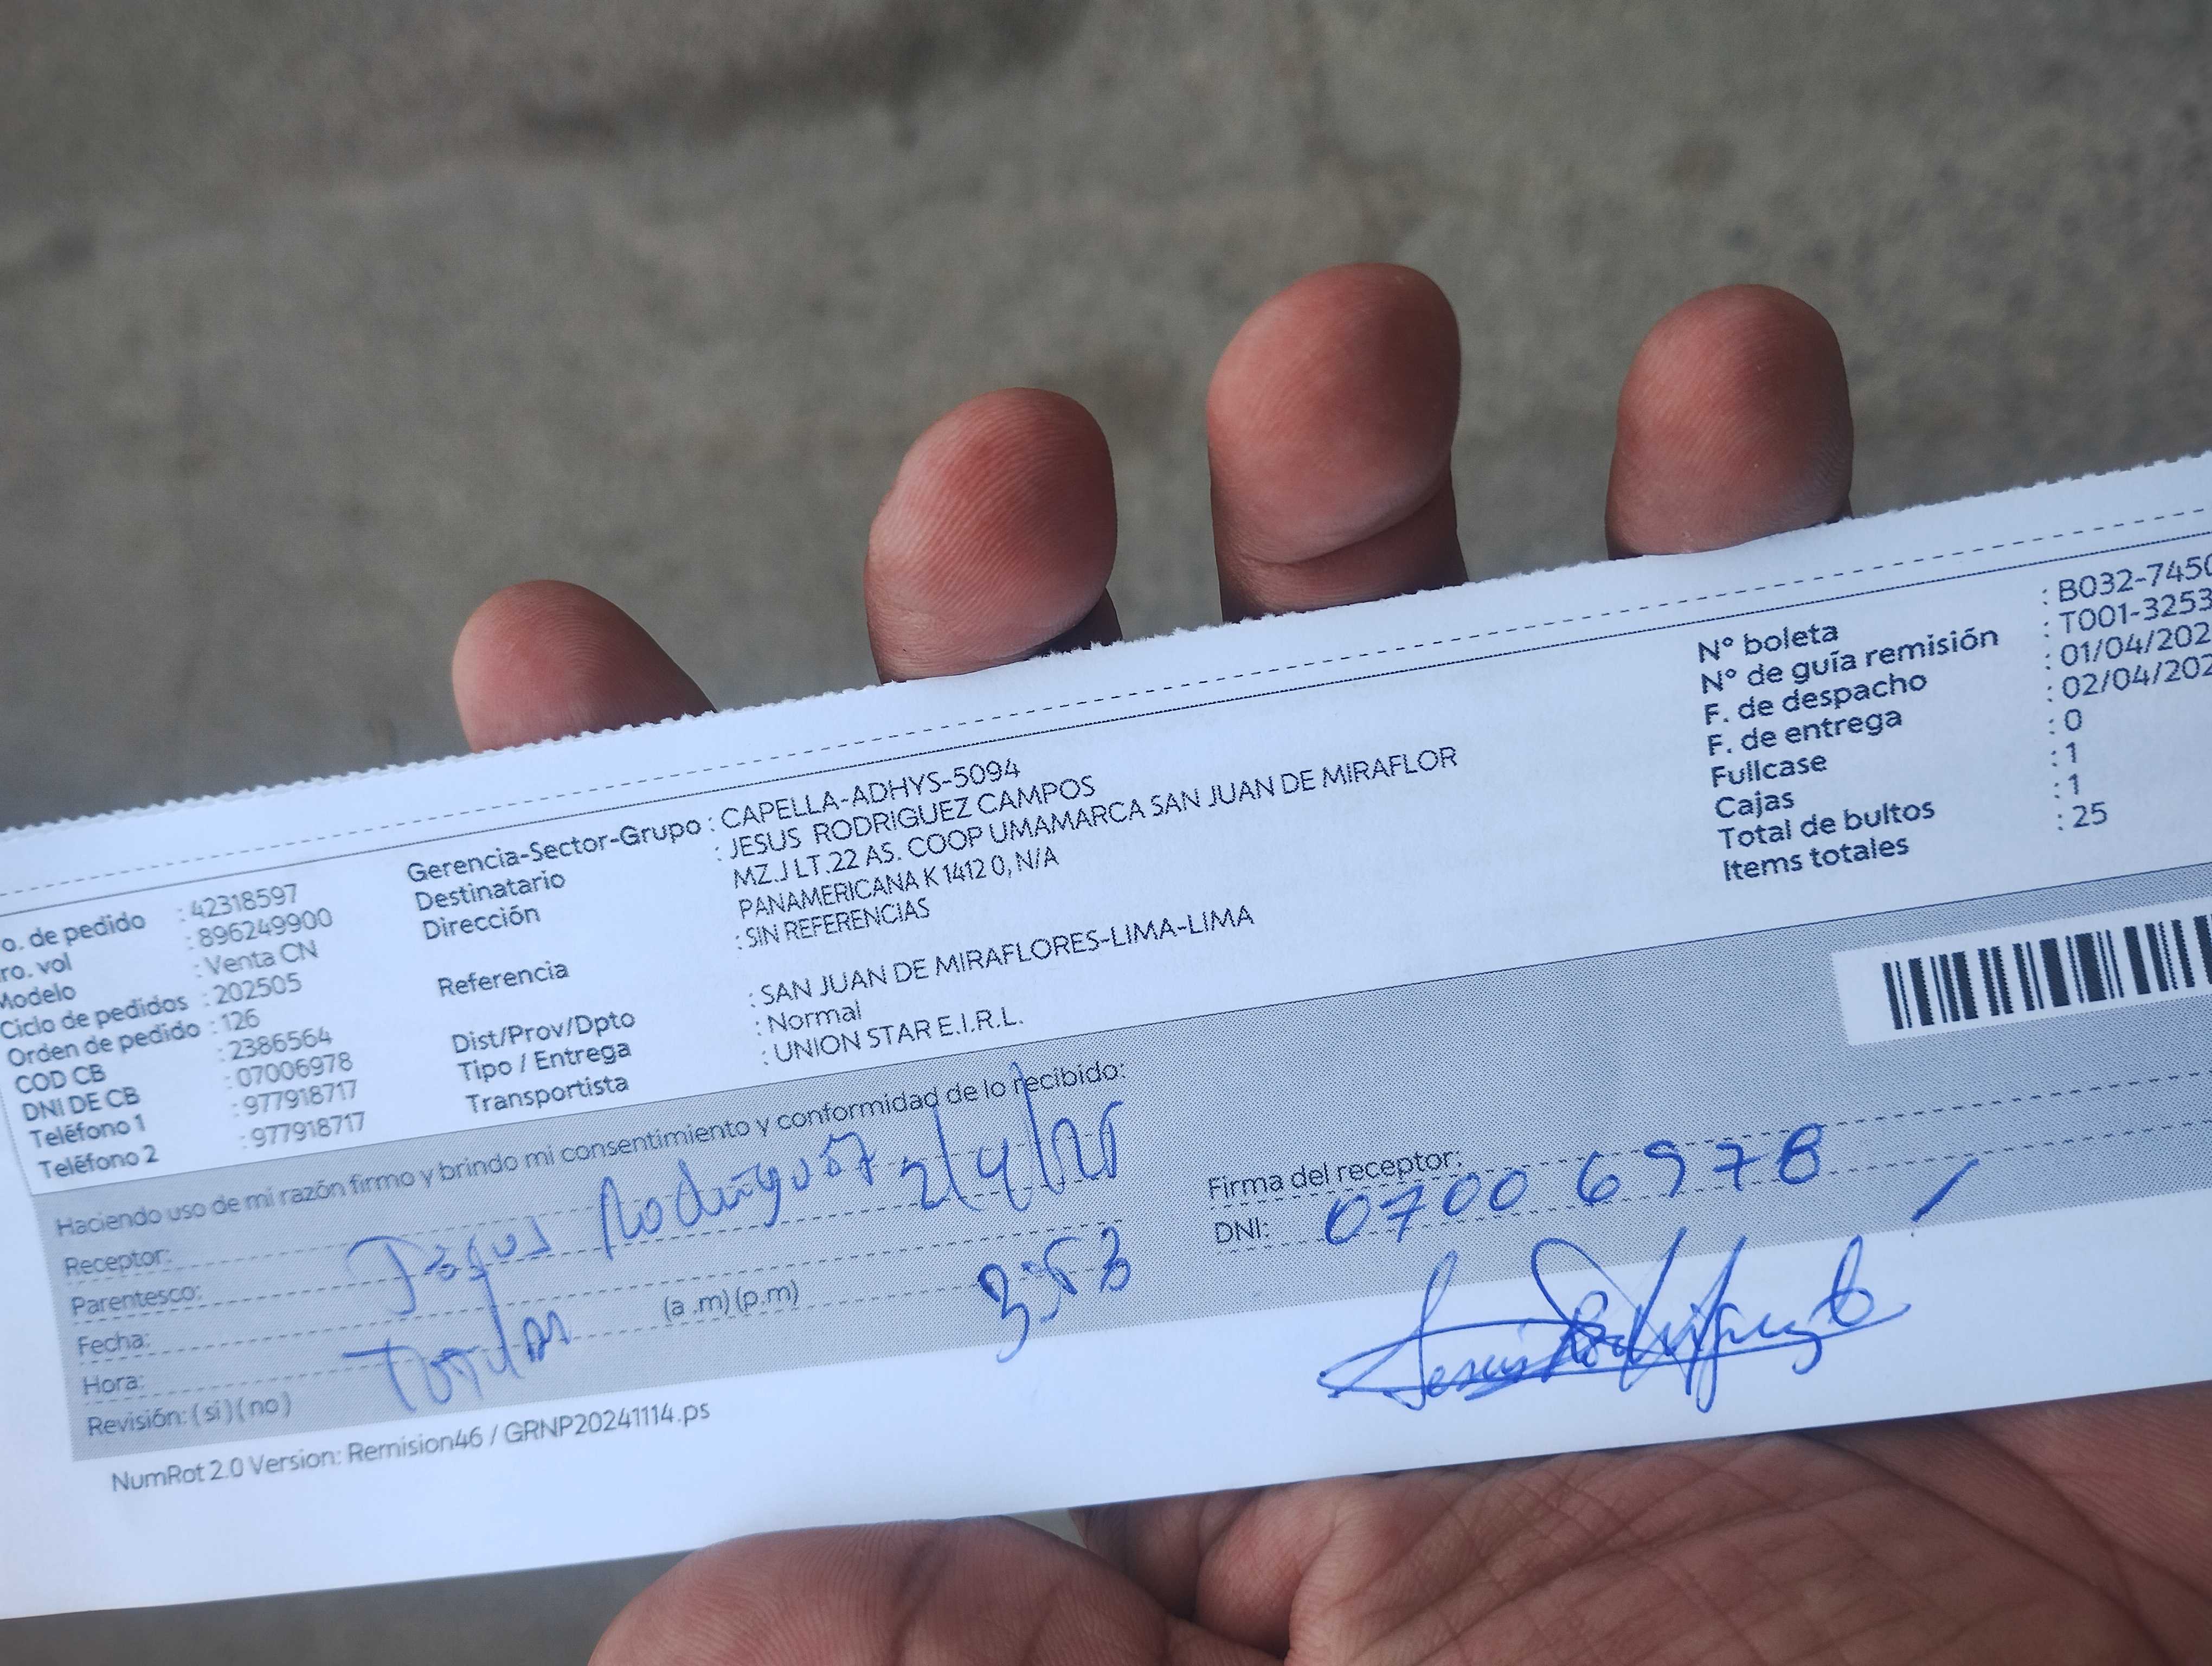 o. de pedido : 42318597
ro. vol : 896249900
Modelo : Venta CN
Ciclo de pedidos : 202505
Orden de pedido : 126
COD CB : 2386564
DNI DE CB : 07006978
Teléfono 1 : 977918717
Teléfono 2 : 977918717
Gerencia-Sector-Grupo : CAPELLA-ADHYS-5094
Destinatario : JESUS RODRIGUEZ CAMPOS
Dirección MZ.J LT.22 AS. COOP UMAMARCA SAN JUAN DE MIRAFLOR
PANAMERICANA K 1412 0, N/A
Referencia : SIN REFERENCIAS
Dist/Prov/Dpto : SAN JUAN DE MIRAFLORES-LIMA-LIMA
Tipo / Entrega : Normal
Transportista : UNION STAR E.I.R.L.
N° boleta : B032-7450
N° de guía remisión : T001-3253
F. de despacho : 01/04/202
F. de entrega : 02/04/202
Fullcase : 0
Cajas : 1
Total de bultos : 1
Items totales : 25
Haciendo uso de mi razón firmo y brindo mi consentimiento y conformidad de lo recibido:
Receptor: Jesus Rodriguez
Parentesco: Titular
Fecha: 2/4/25
Hora: (a .m) (p.m) 3:53
Revisión: ( si ) ( no )
Firma del receptor:
DNI: 07006978
NumRot 2.0 Version: Remision46 / GRNP20241114.ps